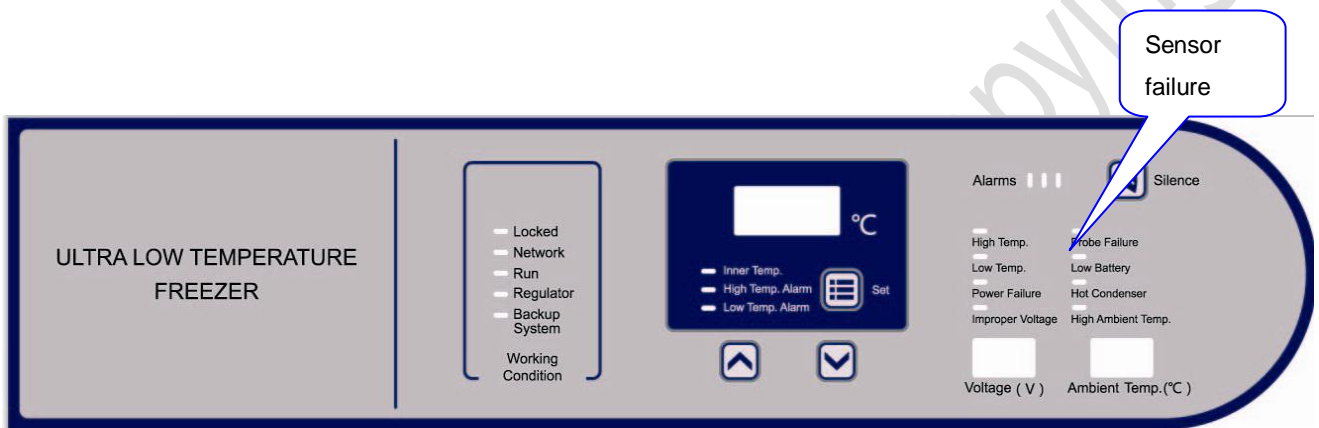 Sensor
failure
ULTRA LOW TEMPERATURE
FREEZER
Locked
Network
Run
Regulator
Backup
System
Working
Condition
℃
Inner Temp.
High Temp. Alarm
Low Temp. Alarm
Set
Alarms
Silence
High Temp.
Probe Failure
Low Temp.
Low Battery
Power Failure
Hot Condenser
Improper Voltage
High Ambient Temp.
Voltage ( V )
Ambient Temp.(℃ )